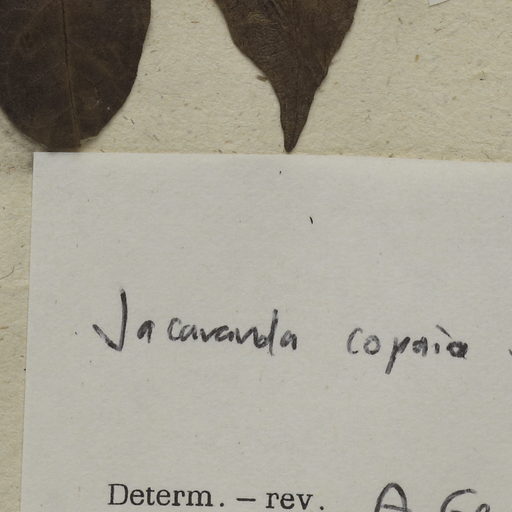 Jacaranda copaia
Determ. – rev. A